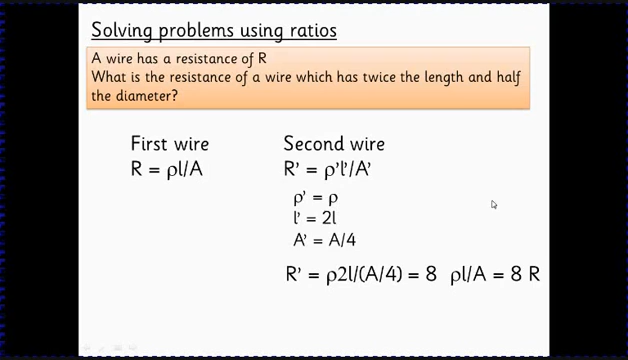 Solving problems using ratios
A wire has a resistance of R
What is the resistance of a wire which has twice the length and half
the diameter?
First wire
R = ρl/A
Second wire
R’ = ρ’l’/A’
ρ’ = ρ
l’ = 2l
A’ = A/4
R’ = ρ2l/(A/4) = 8 ρl/A = 8 R